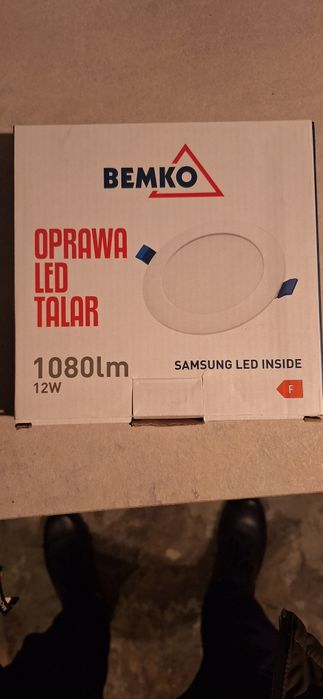 BEMKO
OPRAWA
LED
TALAR
1080lm
12W
SAMSUNG LED INSIDE
F